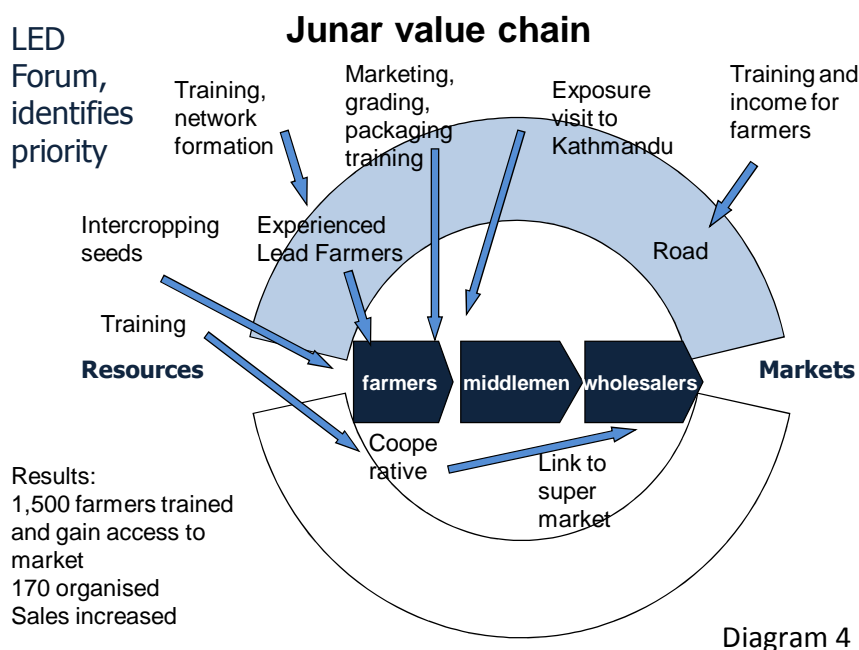 Junar value chain
LED
Forum,
identifies
priority
Training,
network
formation
Marketing,
grading,
packaging
training
Exposure
visit to
Kathmandu
Training and
income for
farmers
Intercropping
seeds
Experienced
Lead Farmers
Road
Training
Resources
farmers
middlemen
wholesalers
Markets
Coope
rative
Link to
super
market
Results:
1,500 farmers trained
and gain access to
market
170 organised
Sales increased
Diagram 4